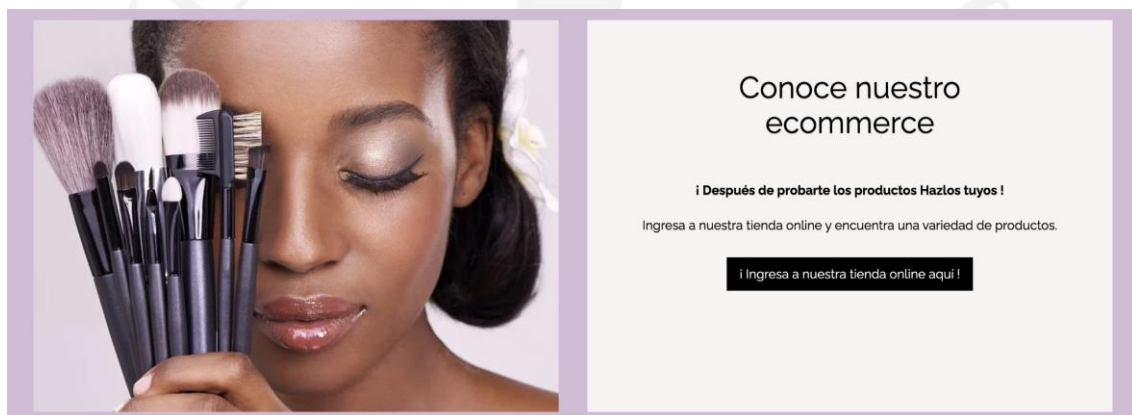 Conoce nuestro
ecommerce
¡ Después de probarte los productos Hazlos tuyos !
Ingresa a nuestra tienda online y encuentra una variedad de productos.
¡ Ingresa a nuestra tienda online aquí !